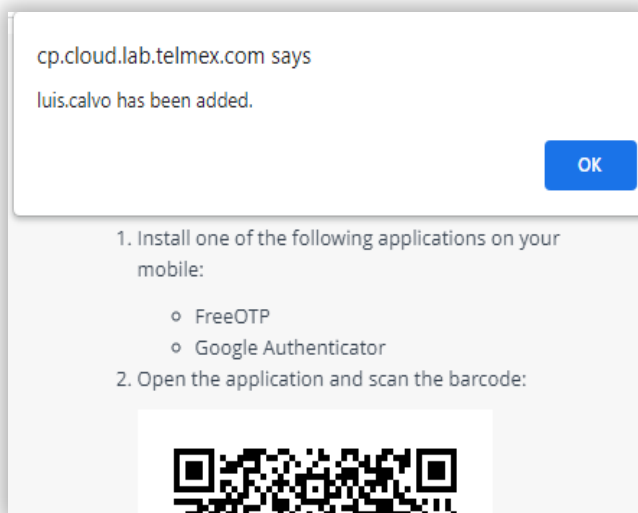 cp.cloud.lab.telmex.com says
luis.calvo has been added.
OK
1. Install one of the following applications on your
mobile:
FreeOTP
Google Authenticator
2. Open the application and scan the barcode: